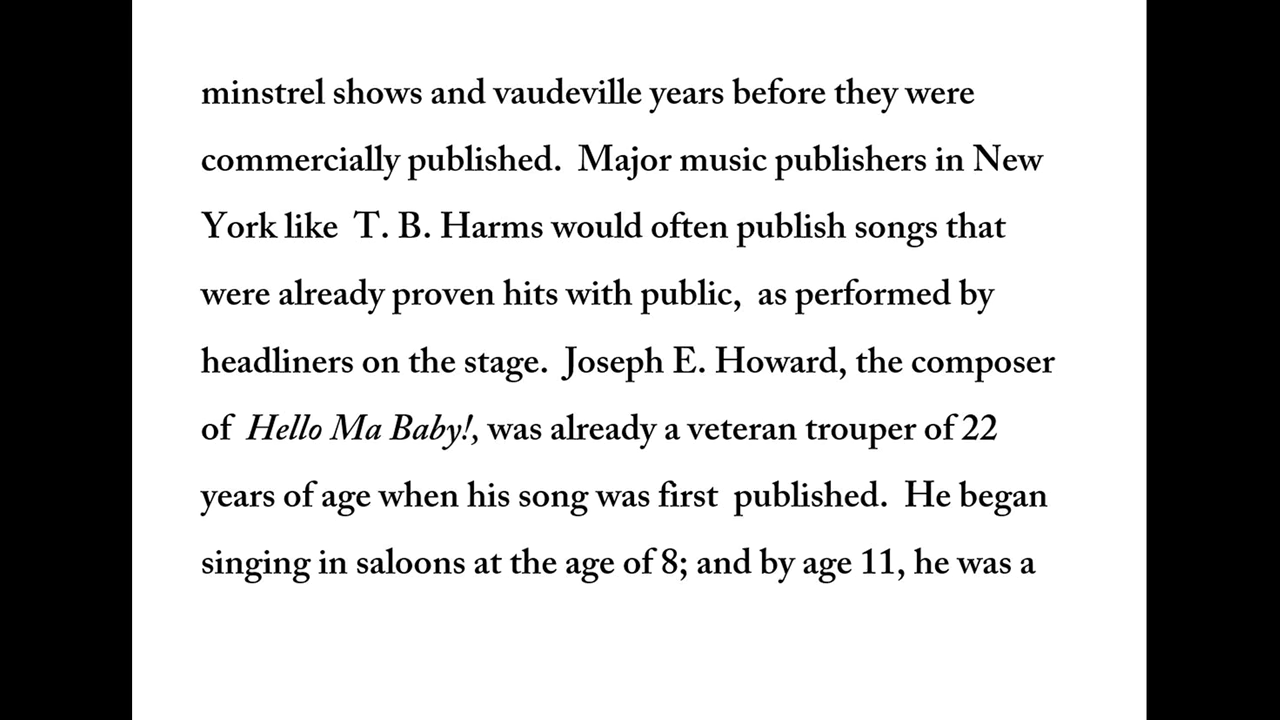 minstrel shows and vaudeville years before they were
commercially published.  Major music publishers in New
York like  T. B. Harms would often publish songs that
were already proven hits with public,  as performed by
headliners on the stage.  Joseph E. Howard, the composer
of  Hello Ma Baby!, was already a veteran trouper of 22
years of age when his song was first  published.  He began
singing in saloons at the age of 8; and by age 11, he was a